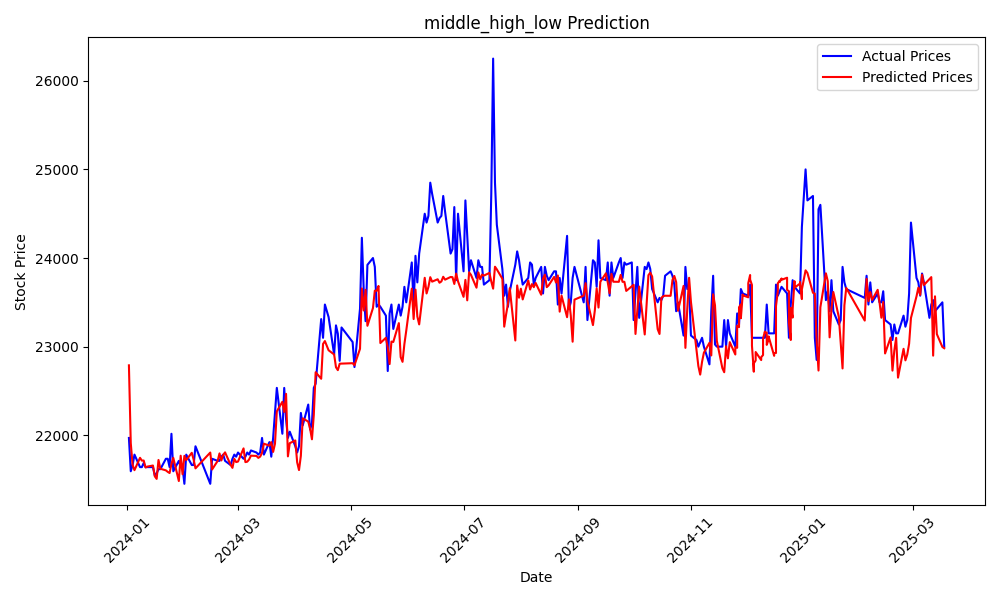 middle_high_low Prediction
Actual Prices
Predicted Prices
Stock Price
26000
25000
24000
23000
22000
2024-01
2024-03
2024-05
2024-07
2024-09
2024-11
2025-01
2025-03
Date